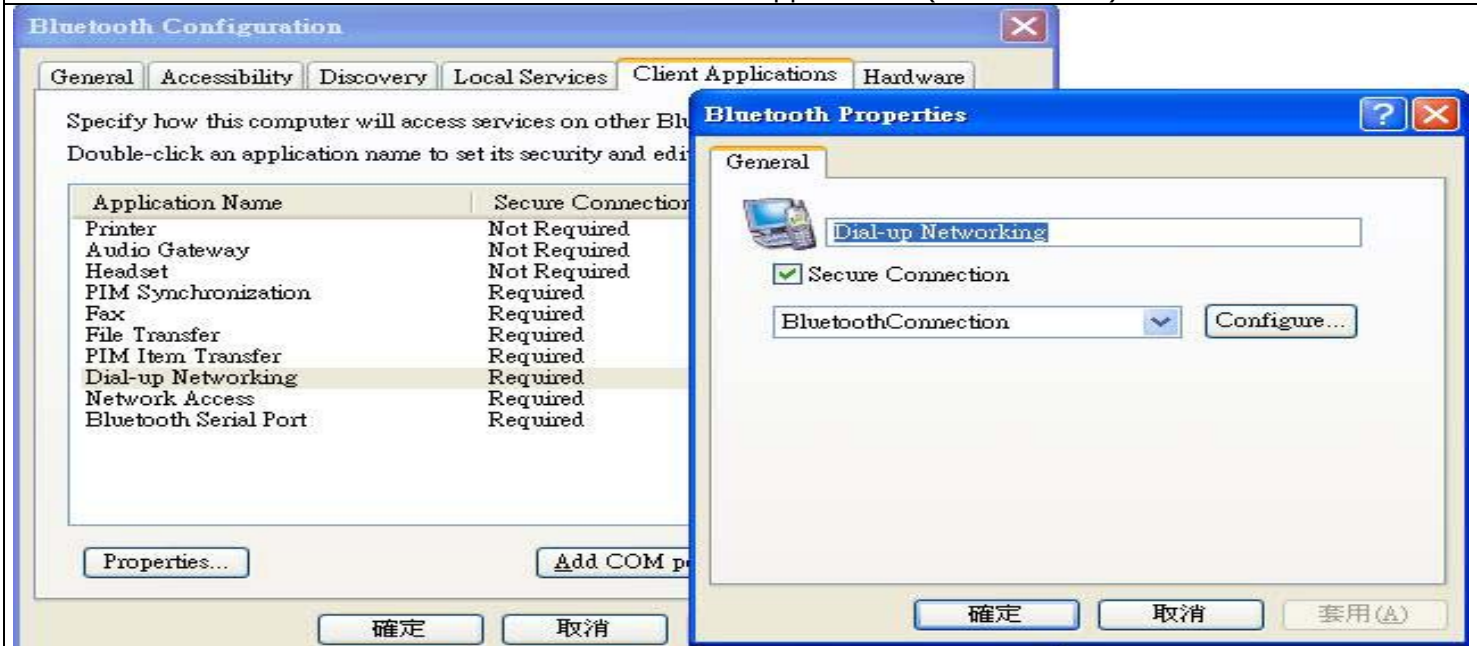 Bluetooth Configuration
General Accessibility Discovery Local Services Client Applications Hardware
Specify how this computer will access services on other
Double-click an application name to set its security and
Application Name Secure Connection
Printer Not Required
Audio Gateway Not Required
Headset Not Required
PIM Synchronization Required
Fax Required
File Transfer Required
PIM Item Transfer Required
Dial-up Networking Required
Network Access Required
Bluetooth Serial Port Required
Properties... Add COM
確定 取消
Bluetooth Properties
General
Dial-up Networking
Secure Connection
BluetoothConnection Configure...
確定 取消 套用(A)